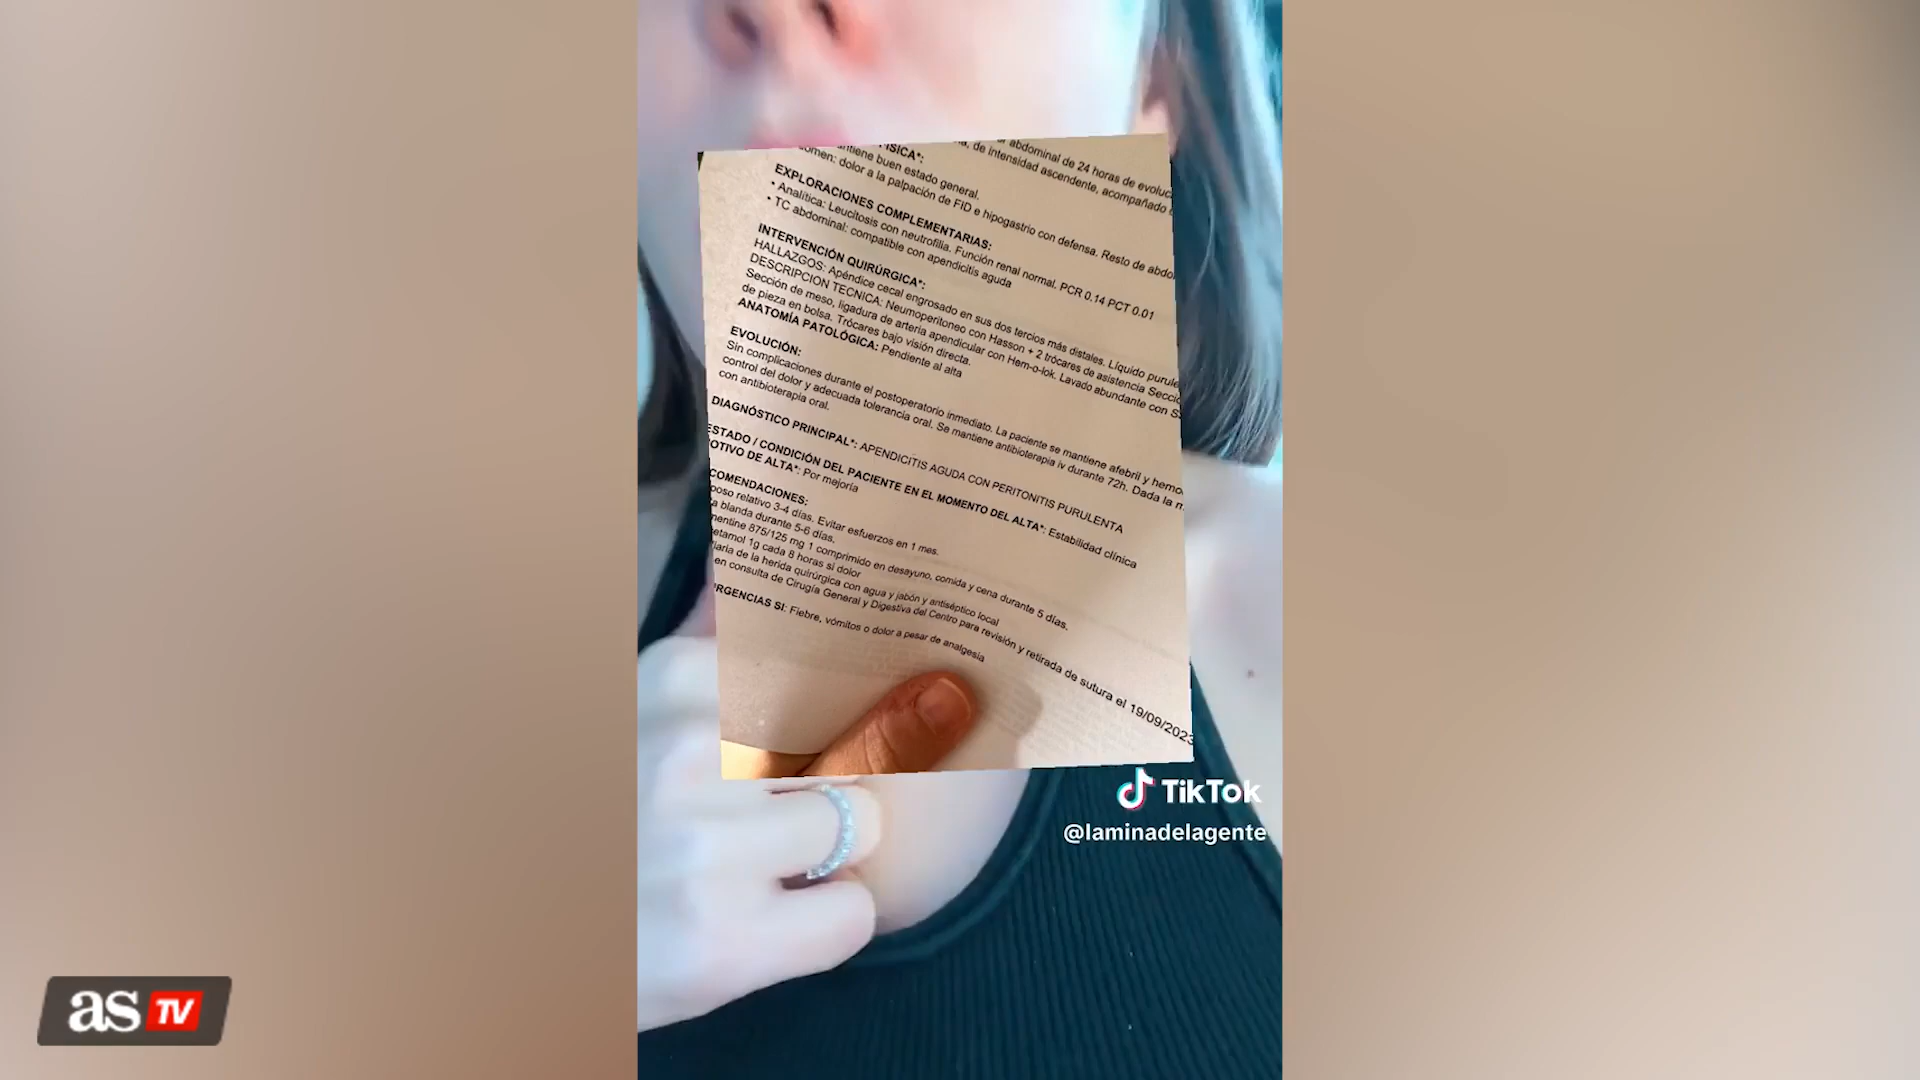 abdominal de 24 horas de evoluc
de intensidad ascendente, acompañado
FISICA*:
antiene buen estado general.
omen: dolor a la palpación de FID e hipogastrio con defensa. Resto de abdo
EXPLORACIONES COMPLEMENTARIAS:
• Analítica: Leucitosis con neutrofilia. Función renal normal. PCR 0.14 PCT 0.01
• TC abdominal: compatible con apendicitis aguda
INTERVENCIÓN QUIRÚRGICA*:
HALLAZGOS: Apéndice cecal engrosado en sus dos tercios más distales. Líquido purule
DESCRIPCION TECNICA: Neumoperitoneo con Hasson + 2 trócares de asistencia Secció
Sección de meso, ligadura de arteria apendicular con Hem-o-lok. Lavado abundante con S
de pieza en bolsa. Trócares bajo visión directa.
ANATOMÍA PATOLÓGICA: Pendiente al alta
EVOLUCIÓN:
Sin complicaciones durante el postoperatorio inmediato. La paciente se mantiene afebril y hemo
control del dolor y adecuada tolerancia oral. Se mantiene antibioterapia iv durante 72h. Dada la
con antibioterapia oral.
DIAGNÓSTICO PRINCIPAL*: APENDICITIS AGUDA CON PERITONITIS PURULENTA
ESTADO / CONDICIÓN DEL PACIENTE EN EL MOMENTO DEL ALTA*: Estabilidad clínica
OTIVO DE ALTA*: Por mejoría
COMENDACIONES:
poso relativo 3-4 días. Evitar esfuerzos en 1 mes.
a blanda durante 5-6 días.
mentine 875/125 mg 1 comprimido en desayuno, comida y cena durante 5 días.
etamol 1g cada 8 horas si dolor
iaria de la herida quirúrgica con agua y jabón y antiséptico local
en consulta de Cirugía General y Digestiva del Centro para revisión y retirada de sutura el 19/09/2023
RGENCIAS SI: Fiebre, vómitos o dolor a pesar de analgesia
TikTok
@laminadelagente
as TV